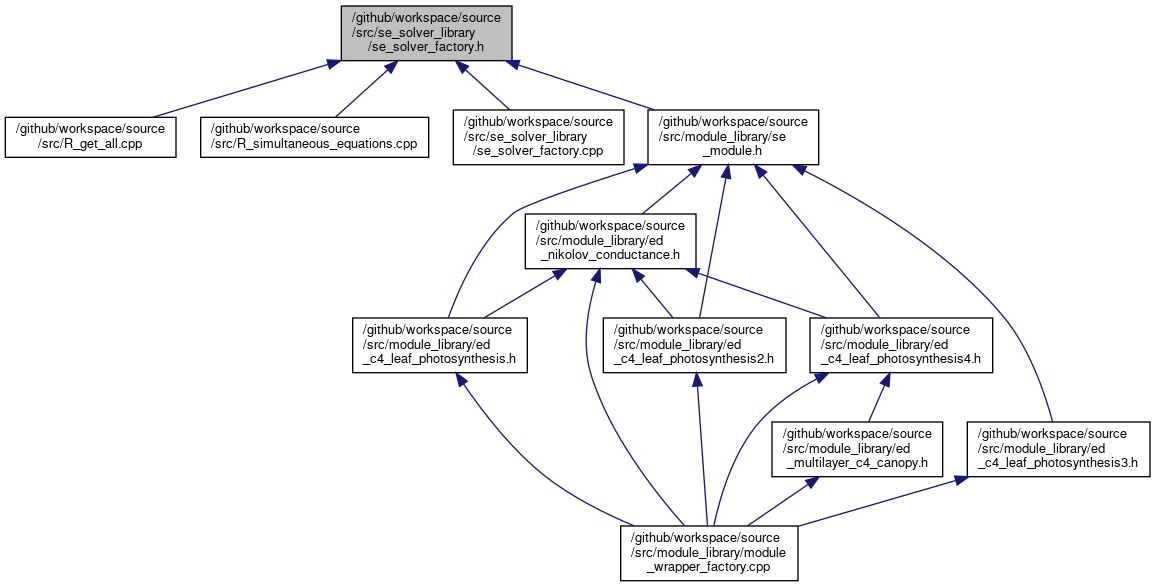 /github/workspace/source
/src/se_solver_library
/se_solver_factory.h
/github/workspace/source
/src/R_get_all.cpp
/github/workspace/source
/src/R_simultaneous_equations.cpp
/github/workspace/source
/src/se_solver_library
/se_solver_factory.cpp
/github/workspace/source
/src/module_library/se
_module.h
/github/workspace/source
/src/module_library/ed
_nikolov_conductance.h
/github/workspace/source
/src/module_library/ed
_c4_leaf_photosynthesis.h
/github/workspace/source
/src/module_library/ed
_c4_leaf_photosynthesis2.h
/github/workspace/source
/src/module_library/ed
_c4_leaf_photosynthesis4.h
/github/workspace/source
/src/module_library/ed
_multilayer_c4_canopy.h
/github/workspace/source
/src/module_library/ed
_c4_leaf_photosynthesis3.h
/github/workspace/source
/src/module_library/module
_wrapper_factory.cpp